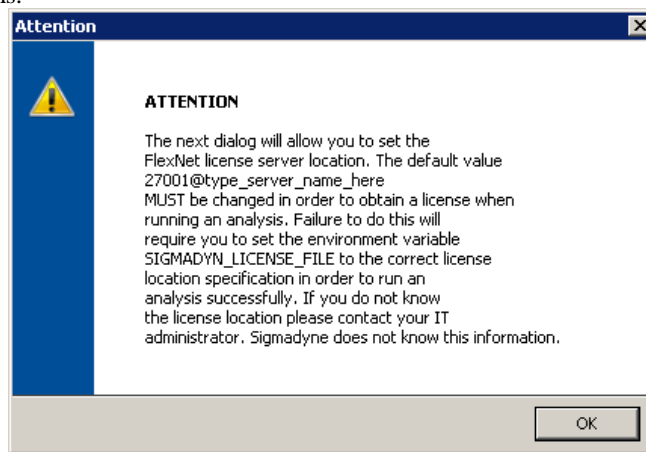 Attention
ATTENTION
The next dialog will allow you to set the
FlexNet license server location. The default value
27001@type_server_name_here
MUST be changed in order to obtain a license when
running an analysis. Failure to do this will
require you to set the environment variable
SIGMADYN_LICENSE_FILE to the correct license
location specification in order to run an
analysis successfully. If you do not know
the license location please contact your IT
administrator. Sigmadyne does not know this information.
OK